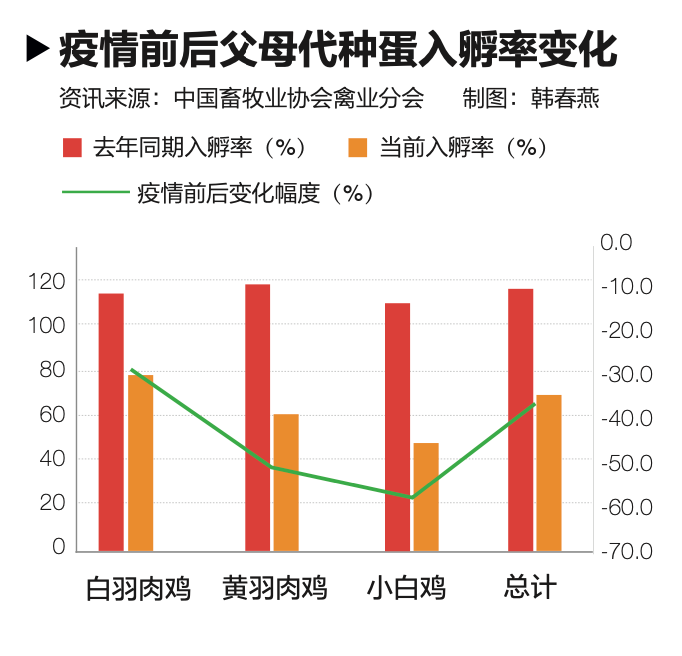 ▶疫情前后父母代种蛋入孵率变化
资讯来源：中国畜牧业协会禽业分会 制图：韩春燕
去年同期入孵率（%） 当前入孵率（%）
疫情前后变化幅度（%）
0.0
120 -10.0
100 -20.0
80 -30.0
60 -40.0
40 -50.0
20 -60.0
0 -70.0
白羽肉鸡 黄羽肉鸡 小白鸡 总计